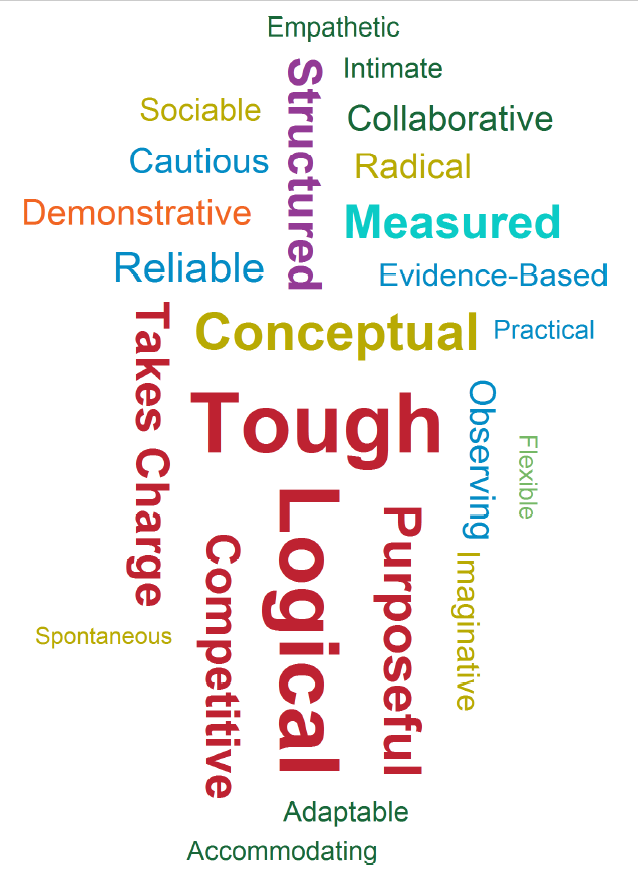 Empathetic
Structured
Intimate
Sociable
Collaborative
Cautious
Radical
Demonstrative
Measured
Reliable
Evidence-Based
Takes Charge
Conceptual
Practical
Tough
Observing
Flexible
Logical
Purposeful
Competitive
Imaginative
Spontaneous
Adaptable
Accommodating